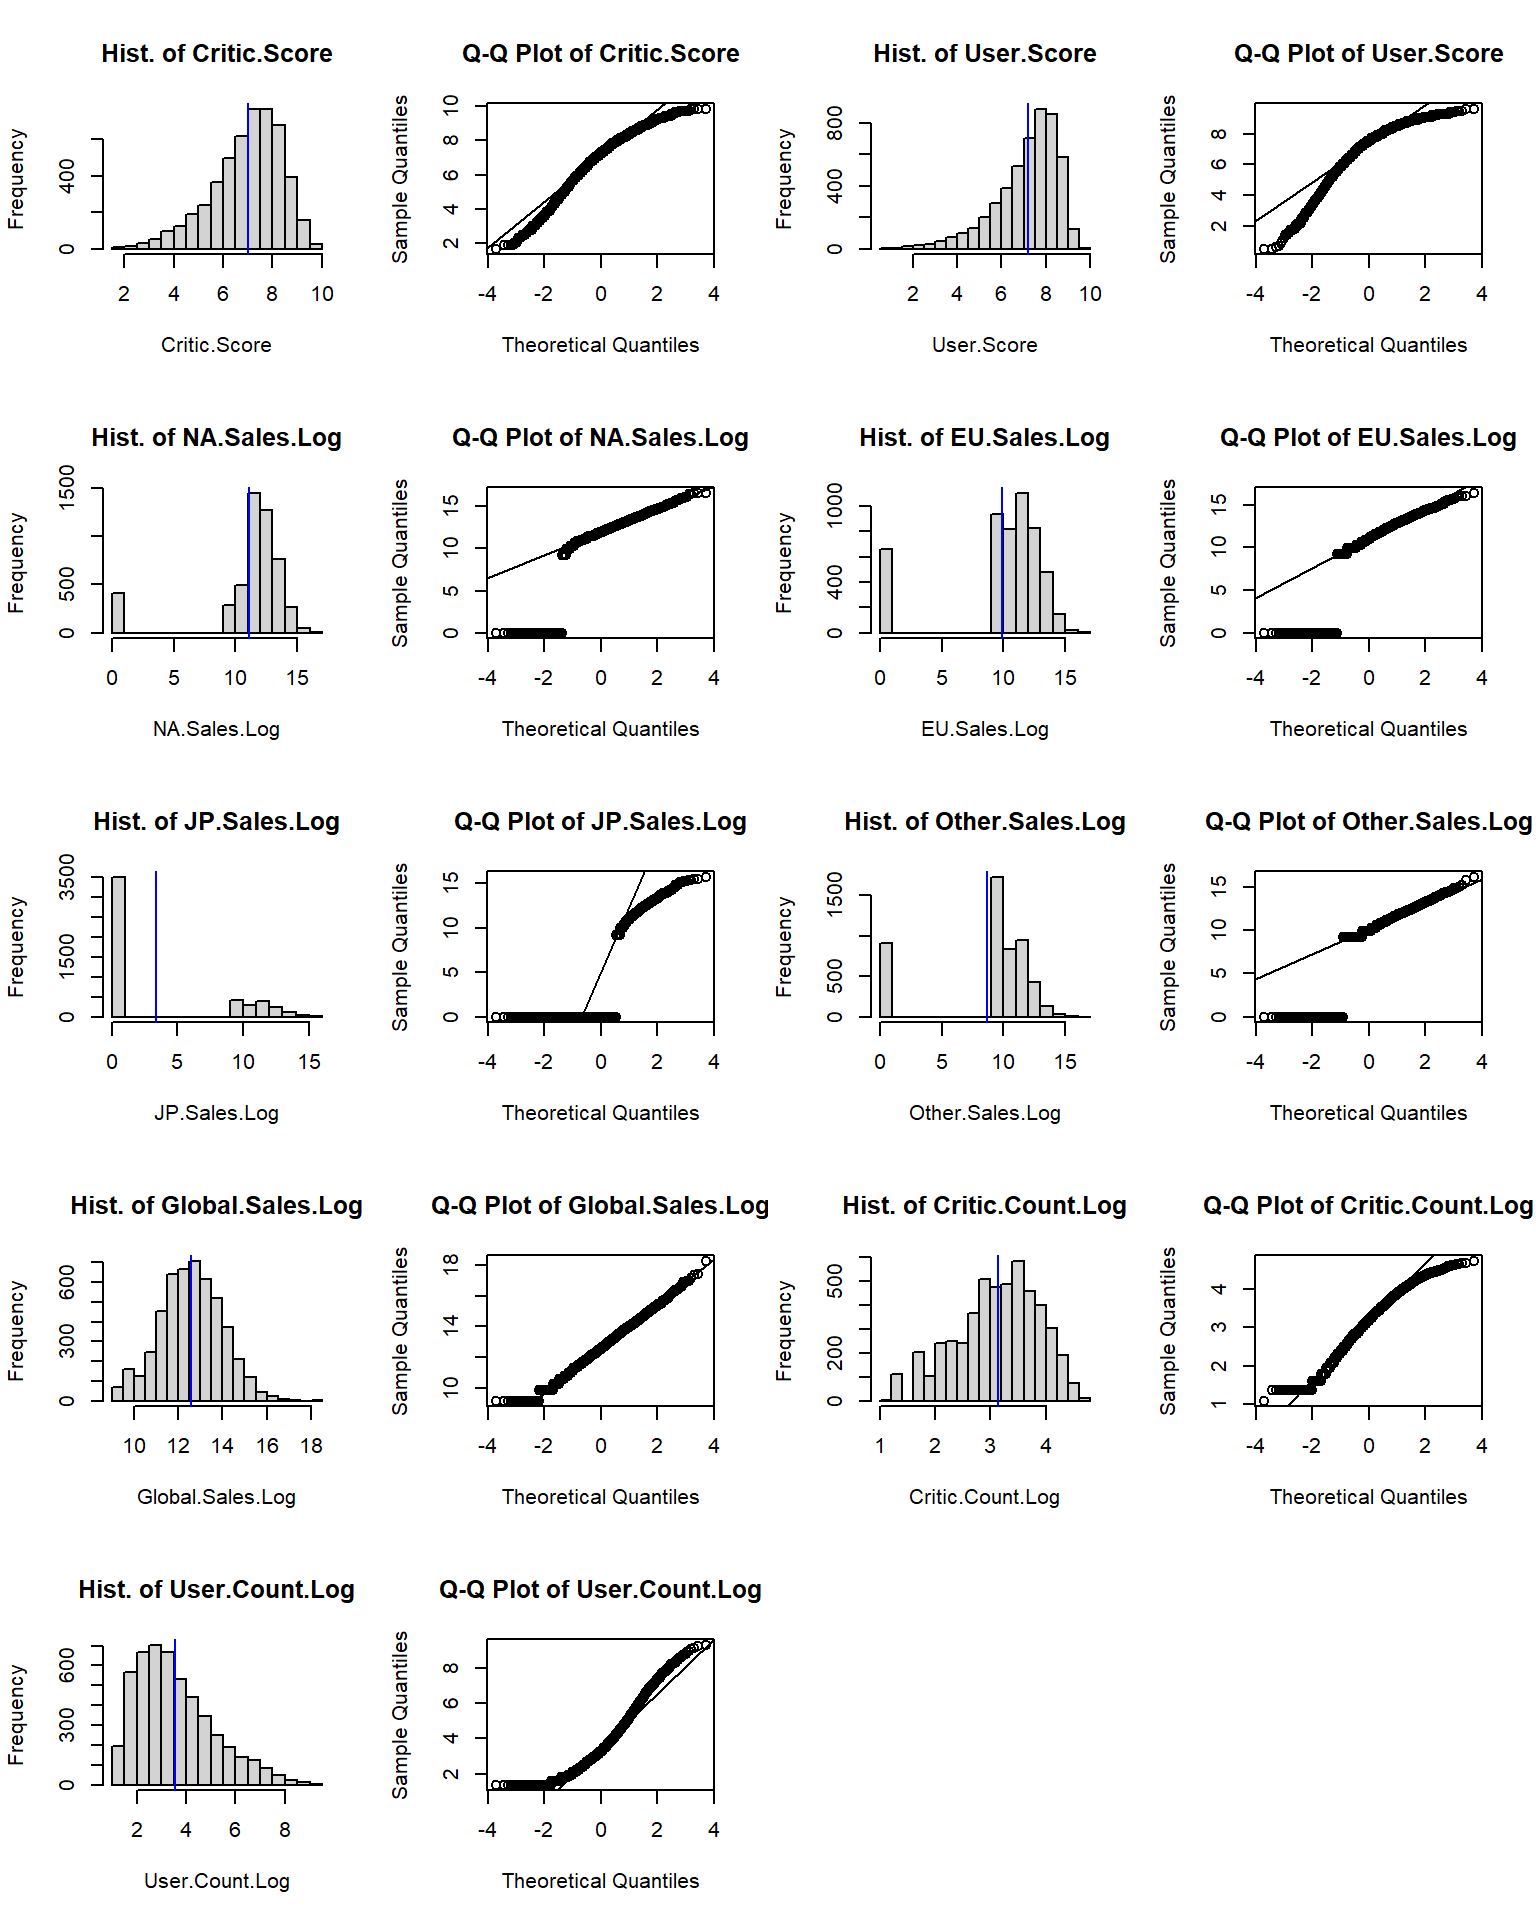 Hist. of Critic.Score
Frequency
0 400
2 4 6 8 10
Critic.Score
Q-Q Plot of Critic.Score
Sample Quantiles
2 4 6 8 10
-4 -2 0 2 4
Theoretical Quantiles
Hist. of User.Score
Frequency
0 400 800
2 4 6 8 10
User.Score
Q-Q Plot of User.Score
Sample Quantiles
2 4 6 8
-4 -2 0 2 4
Theoretical Quantiles
Hist. of NA.Sales.Log
Frequency
0 500 1500
0 5 10 15
NA.Sales.Log
Q-Q Plot of NA.Sales.Log
Sample Quantiles
0 5 10 15
-4 -2 0 2 4
Theoretical Quantiles
Hist. of EU.Sales.Log
Frequency
0 400 1000
0 5 10 15
EU.Sales.Log
Q-Q Plot of EU.Sales.Log
Sample Quantiles
0 5 10 15
-4 -2 0 2 4
Theoretical Quantiles
Hist. of JP.Sales.Log
Frequency
0 1500 3500
0 5 10 15
JP.Sales.Log
Q-Q Plot of JP.Sales.Log
Sample Quantiles
0 5 10 15
-4 -2 0 2 4
Theoretical Quantiles
Hist. of Other.Sales.Log
Frequency
0 500 1500
0 5 10 15
Other.Sales.Log
Q-Q Plot of Other.Sales.Log
Sample Quantiles
0 5 10 15
-4 -2 0 2 4
Theoretical Quantiles
Hist. of Global.Sales.Log
Frequency
0 300 600
10 12 14 16 18
Global.Sales.Log
Q-Q Plot of Global.Sales.Log
Sample Quantiles
10 14 18
-4 -2 0 2 4
Theoretical Quantiles
Hist. of Critic.Count.Log
Frequency
0 200 500
1 2 3 4
Critic.Count.Log
Q-Q Plot of Critic.Count.Log
Sample Quantiles
1 2 3 4
-4 -2 0 2 4
Theoretical Quantiles
Hist. of User.Count.Log
Frequency
0 300 600
2 4 6 8
User.Count.Log
Q-Q Plot of User.Count.Log
Sample Quantiles
2 4 6 8
-4 -2 0 2 4
Theoretical Quantiles